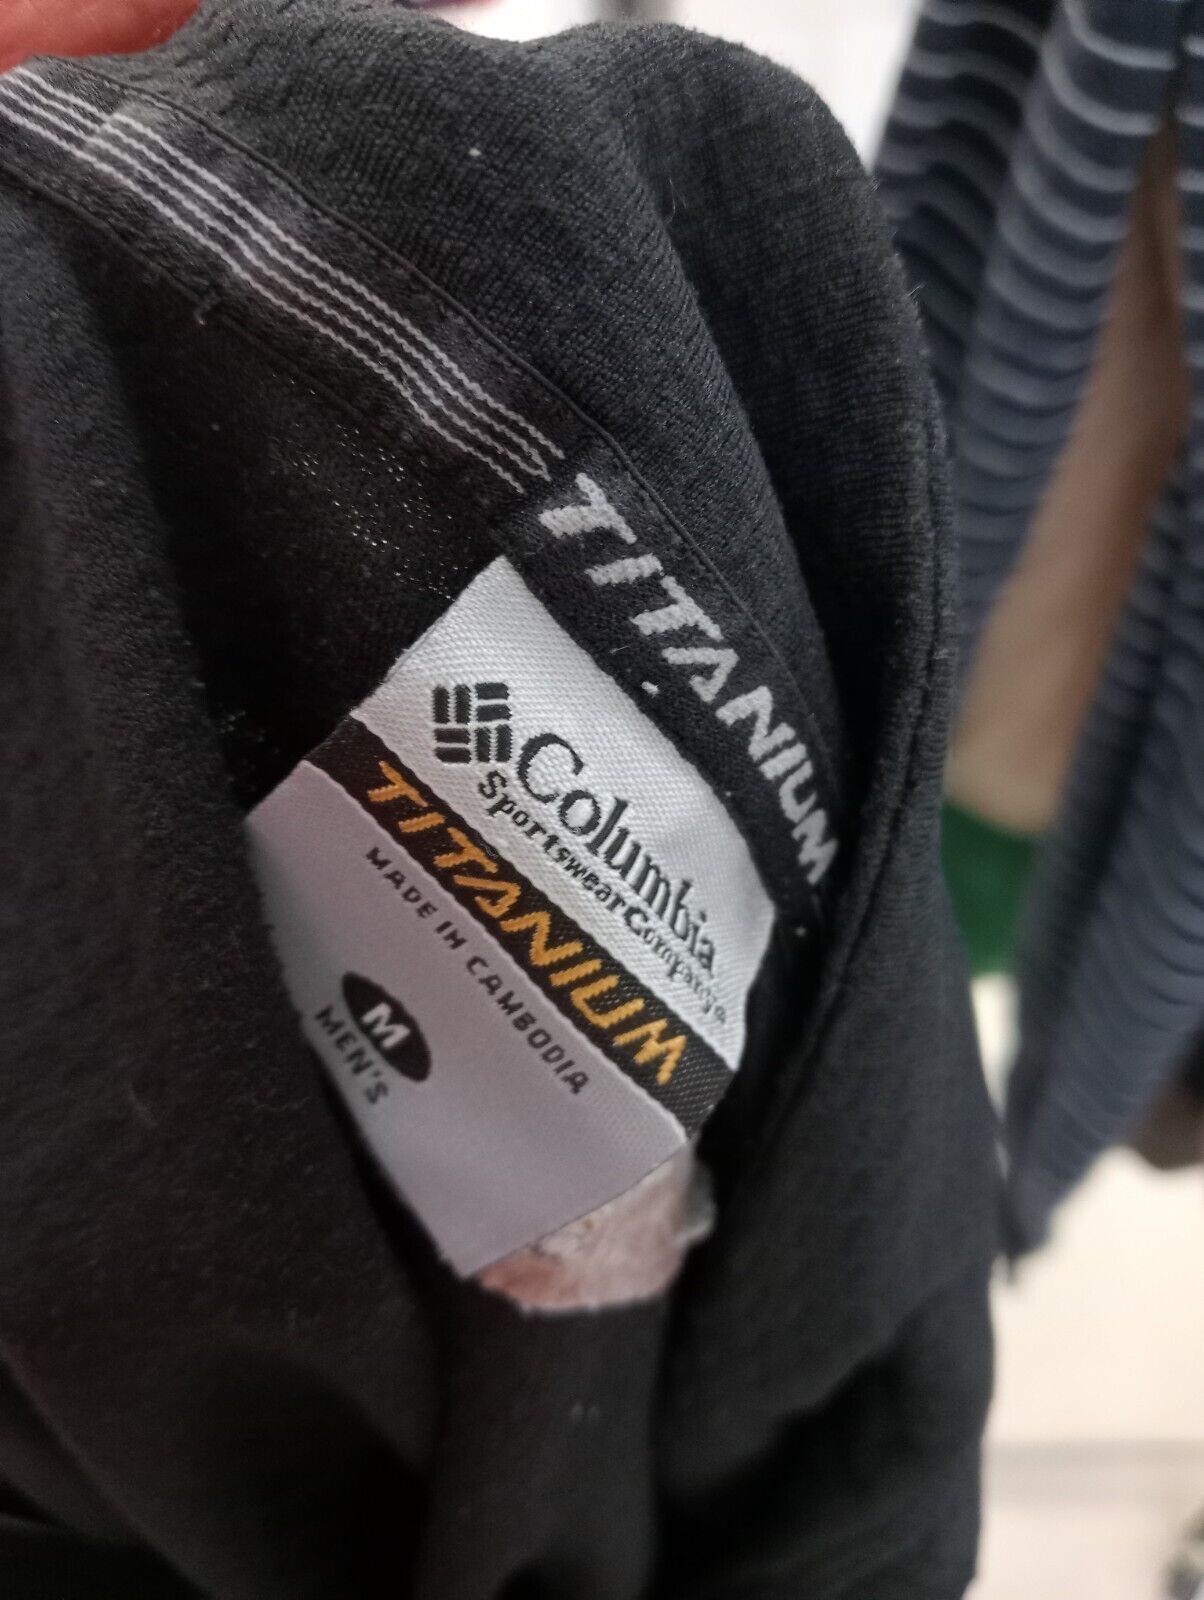 TITANIUM
Columbia
Sportswear Company®
TITANIUM
MADE IN CAMBODIA
M
MEN'S